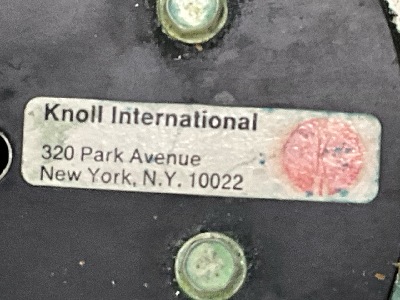 Knoll International
320 Park Avenue
New York, N.Y. 10022